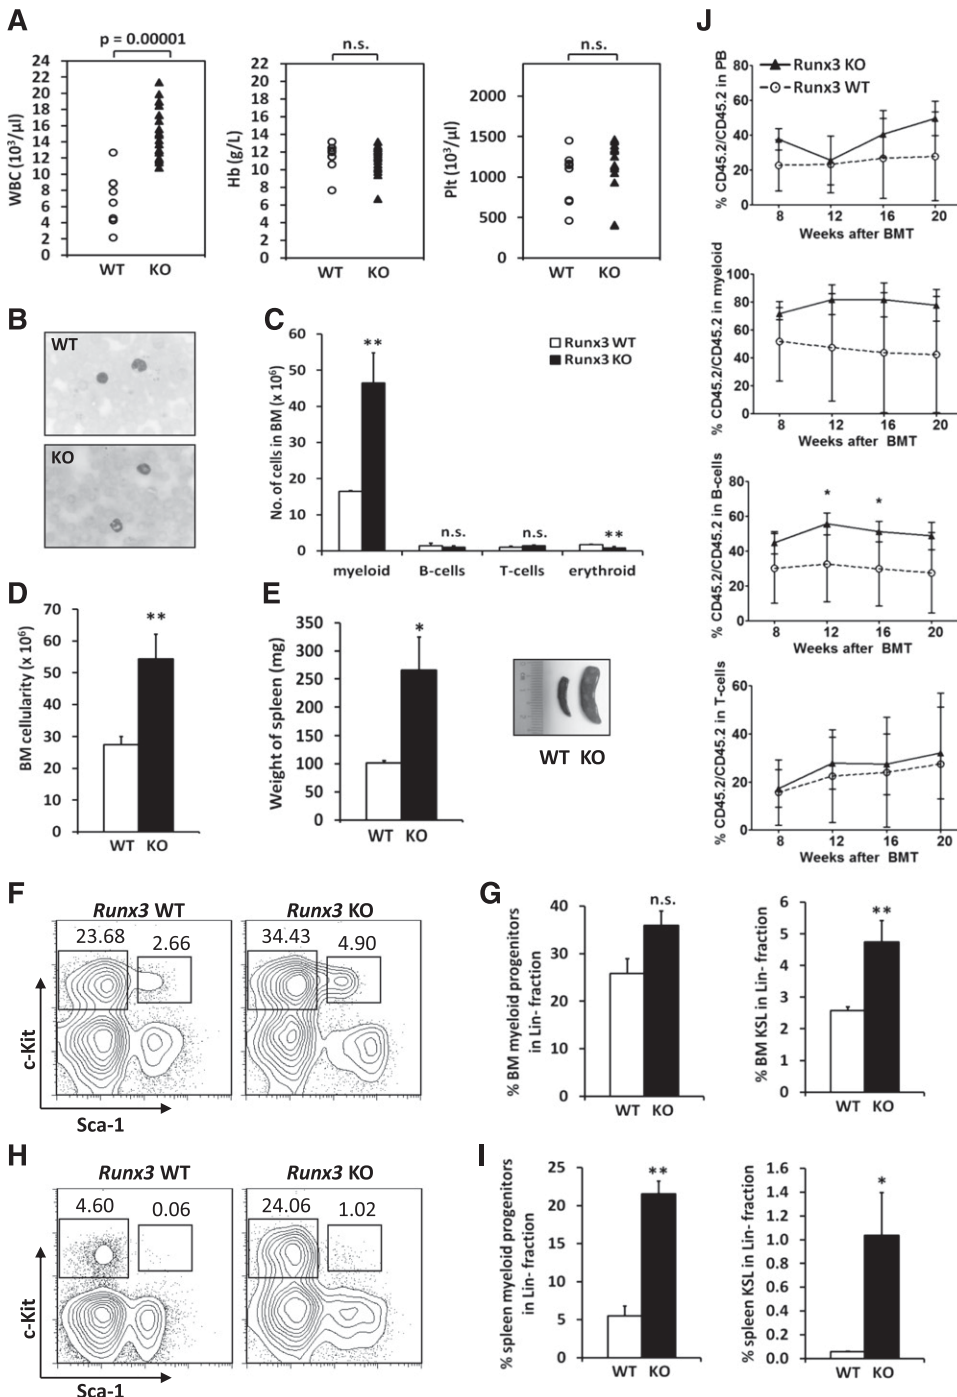 A
p = 0.00001
WBC (10³/µl)
24
22
20
18
16
14
12
10
8
6
4
2
0
WT KO
n.s.
Hb (g/L)
22
20
18
16
14
12
10
8
6
4
2
0
WT KO
n.s.
Plt (10³/µl)
2000
1500
1000
500
0
WT KO
B
WT
KO
C
No. of cells in BM (x 10⁶)
60
50
40
30
20
10
0
Runx3 WT
Runx3 KO
**
n.s.
n.s.
**
myeloid B-cells T-cells erythroid
D
BM cellularity (x 10⁶)
70
60
50
40
30
20
10
0
**
WT KO
E
Weight of spleen (mg)
350
300
250
200
150
100
50
0
*
WT KO
WT KO
F
Runx3 WT
Runx3 KO
23.68
2.66
34.43
4.90
c-Kit
Sca-1
G
% BM myeloid progenitors
in Lin- fraction
40
30
20
10
0
n.s.
WT KO
% BM KSL in Lin- fraction
6
5
4
3
2
1
0
**
WT KO
H
Runx3 WT
Runx3 KO
4.60
0.06
24.06
1.02
c-Kit
Sca-1
I
% spleen myeloid progenitors
in Lin- fraction
25
20
15
10
5
0
**
WT KO
% spleen KSL in Lin- fraction
1.6
1.4
1.2
1.0
0.8
0.6
0.4
0.2
0.0
*
WT KO
J
% CD45.2/CD45.2 in PB
80
60
40
20
0
Runx3 KO
Runx3 WT
8 12 16 20
Weeks after BMT
% CD45.2/CD45.2 in myeloid
100
80
60
40
20
0
8 12 16 20
Weeks after BMT
% CD45.2/CD45.2 in B-cells
80
60
40
20
0
*
*
8 12 16 20
Weeks after BMT
% CD45.2/CD45.2 in T-cells
60
40
20
0
8 12 16 20
Weeks after BMT